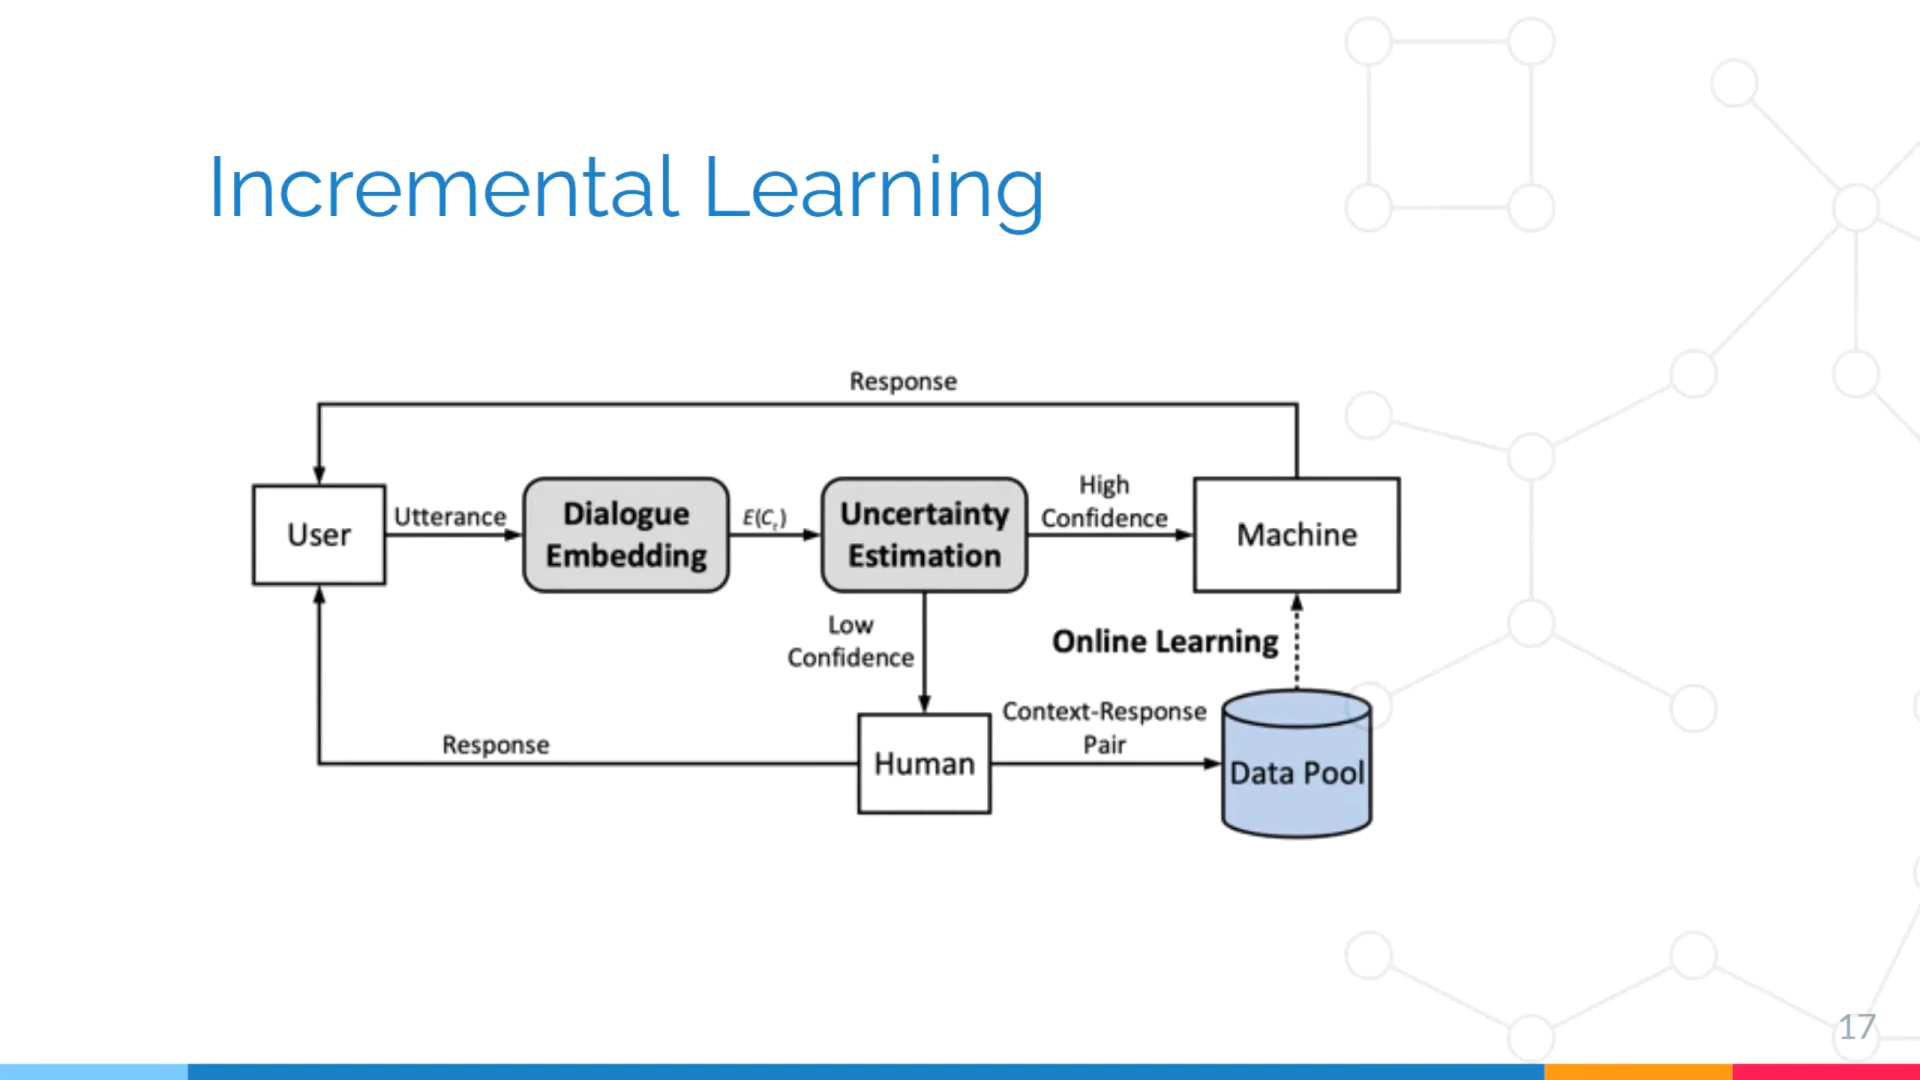 Incremental Learning
Response
User
Utterance
Dialogue
Embedding
E(Cₜ)
Uncertainty
Estimation
High
Confidence
Machine
Low
Confidence
Online Learning
Response
Human
Context-Response
Pair
Data Pool
17